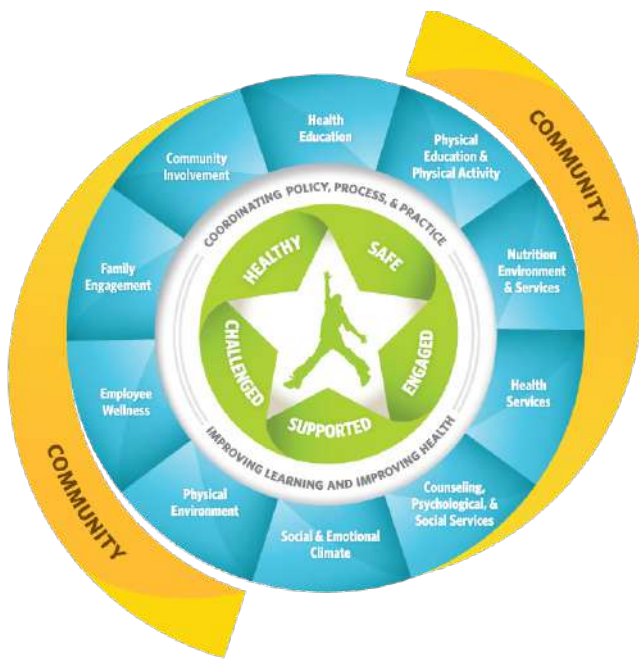 COMMUNITY
Health
Education
Physical
Education &
Physical Activity
Nutrition
Environment
& Services
Health
Services
Counseling,
Psychological, &
Social Services
Social & Emotional
Climate
Physical
Environment
Employee
Wellness
Family
Engagement
Community
Involvement
COORDINATING POLICY, PROCESS, & PRACTICE
IMPROVING LEARNING AND IMPROVING HEALTH
HEALTHY
SAFE
ENGAGED
SUPPORTED
CHALLENGED
COMMUNITY